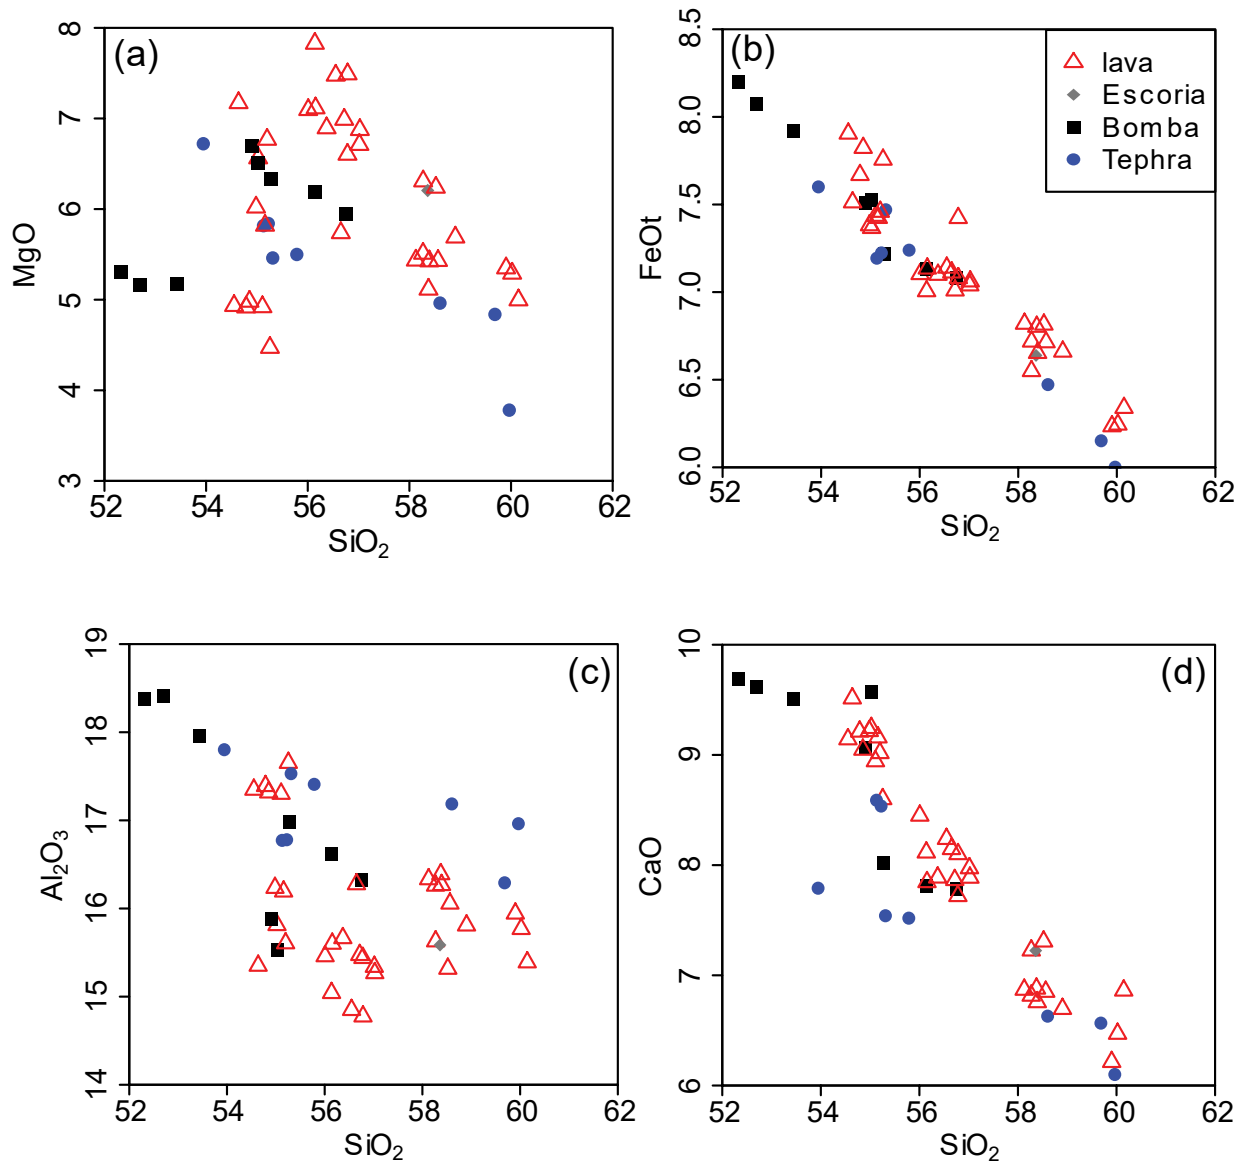 (a)
8
7
6
5
4
3
MgO
52 54 56 58 60 62
SiO₂
(b)
8.5
8.0
7.5
7.0
6.5
6.0
FeOt
lava
Escoria
Bomba
Tephra
52 54 56 58 60 62
SiO₂
(c)
19
18
17
16
15
14
Al₂O₃
52 54 56 58 60 62
SiO₂
(d)
10
9
8
7
6
CaO
52 54 56 58 60 62
SiO₂